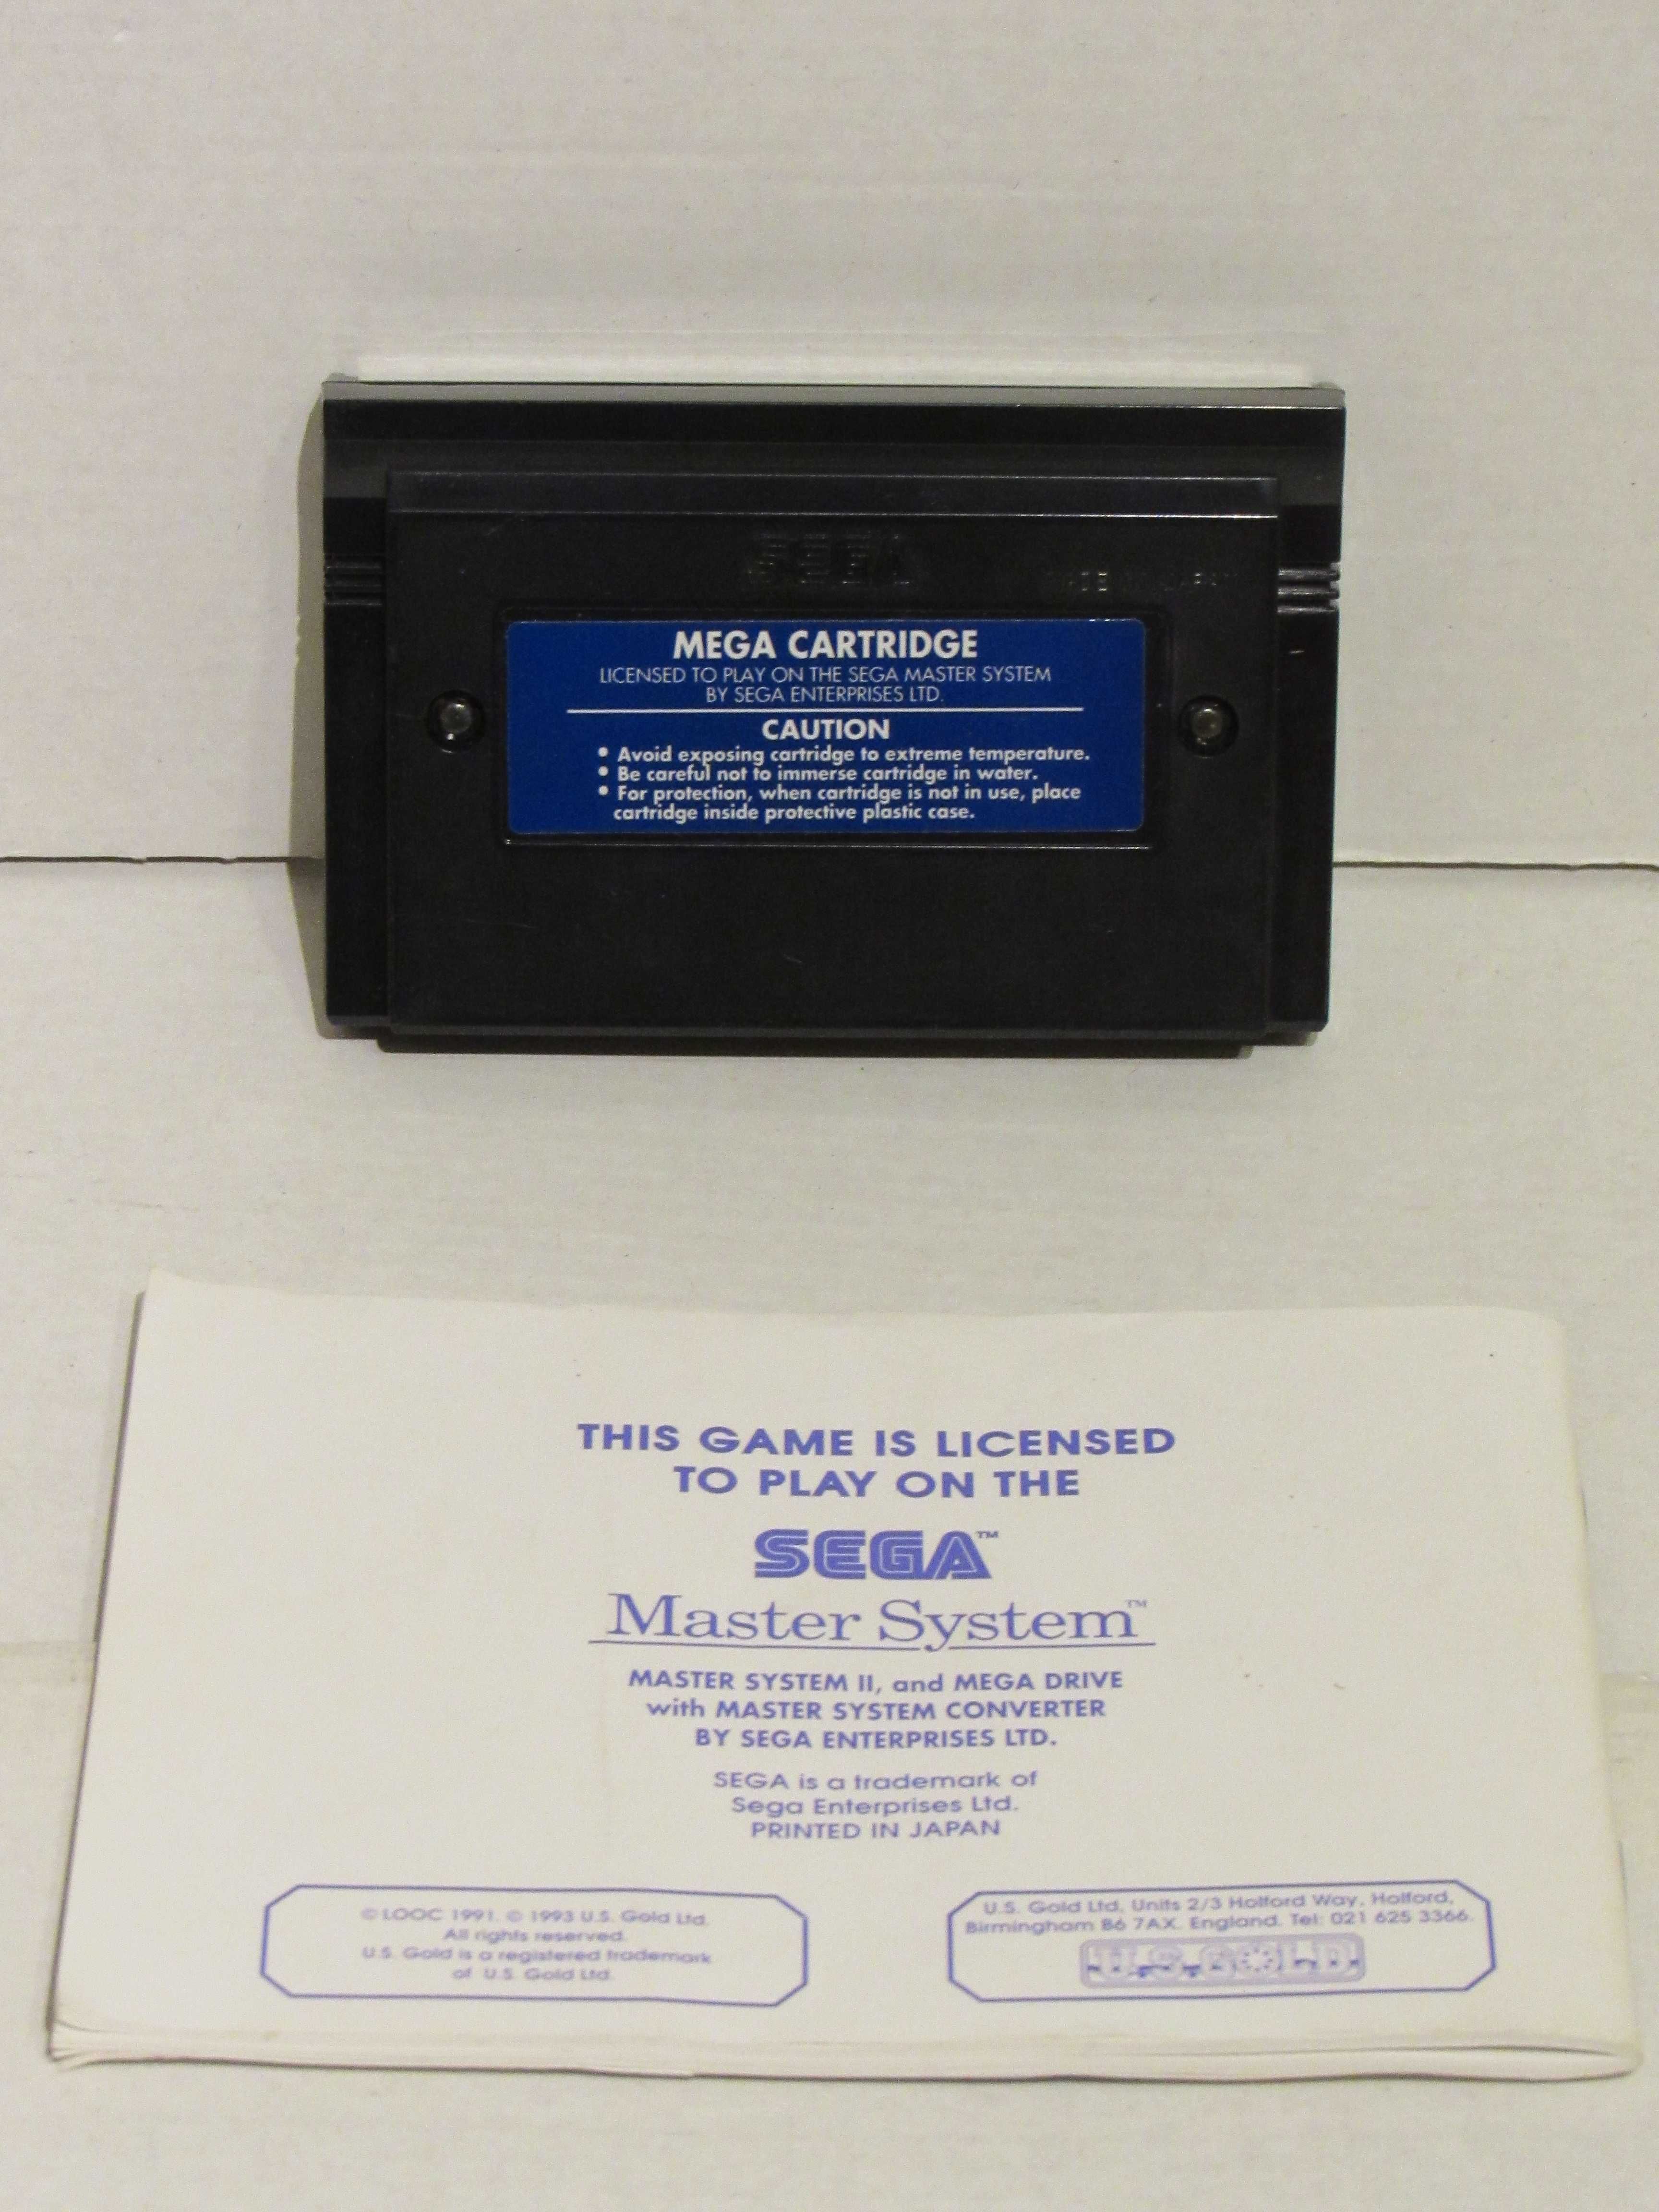 SEGA
MADE IN JAPAN
MEGA CARTRIDGE
LICENSED TO PLAY ON THE SEGA MASTER SYSTEM
BY SEGA ENTERPRISES LTD.
CAUTION
• Avoid exposing cartridge to extreme temperature.
• Be careful not to immerse cartridge in water.
• For protection, when cartridge is not in use, place
cartridge inside protective plastic case.
THIS GAME IS LICENSED
TO PLAY ON THE
SEGA™
Master System™
MASTER SYSTEM II, and MEGA DRIVE
with MASTER SYSTEM CONVERTER
BY SEGA ENTERPRISES LTD.
SEGA is a trademark of
Sega Enterprises Ltd.
PRINTED IN JAPAN
© LOOC 1991. © 1993 U.S. Gold Ltd.
All rights reserved.
U.S. Gold is a registered trademark
of U.S. Gold Ltd.
U.S. Gold Ltd, Units 2/3 Holford Way, Holford,
Birmingham B6 7AX. England. Tel: 021 625 3366.
U.S. GOLD